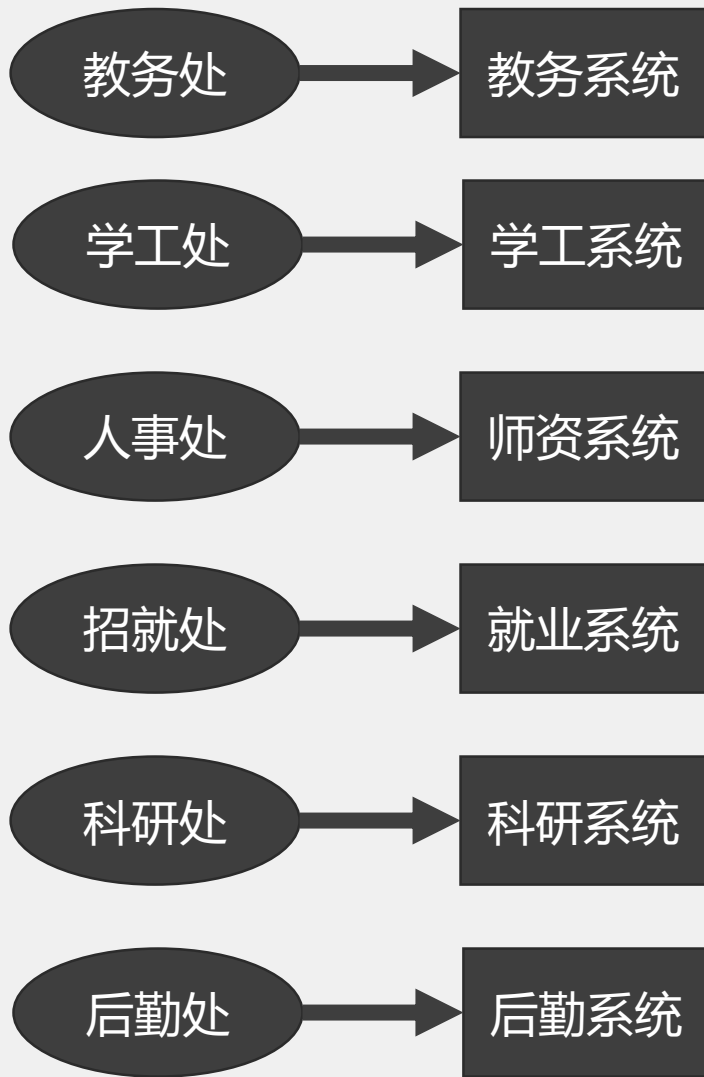 教务处
教务系统
学工处
学工系统
人事处
师资系统
招就处
就业系统
科研处
科研系统
后勤处
后勤系统